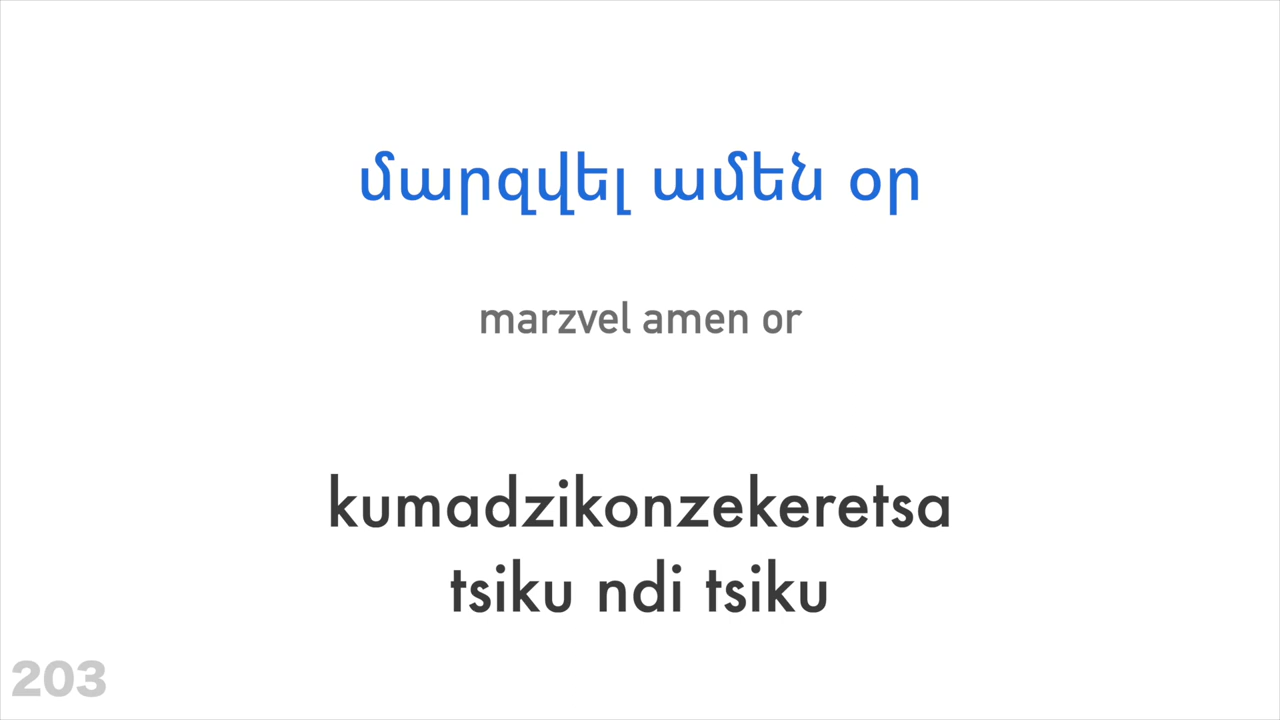 մարզվել ամեն օր
marzvel amen or
kumadzikonzekeretsa
tsiku ndi tsiku
203